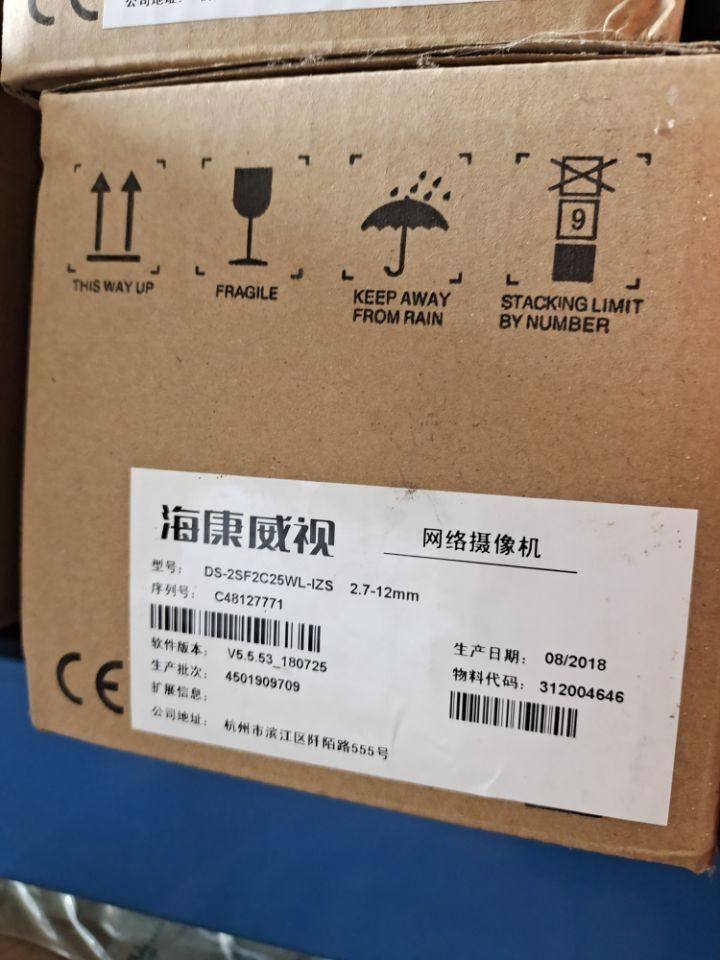 公司地址:
THIS WAY UP
FRAGILE
KEEP AWAY
FROM RAIN
9
STACKING LIMIT
BY NUMBER
海康威视
网络摄像机
型号: DS-2SF2C25WL-IZS 2.7-12mm
序列号: C48127771
软件版本: V5.5.53_180725
生产批次: 4501909709
扩展信息:
公司地址: 杭州市滨江区阡陌路555号
生产日期: 08/2018
物料代码: 312004646
CE